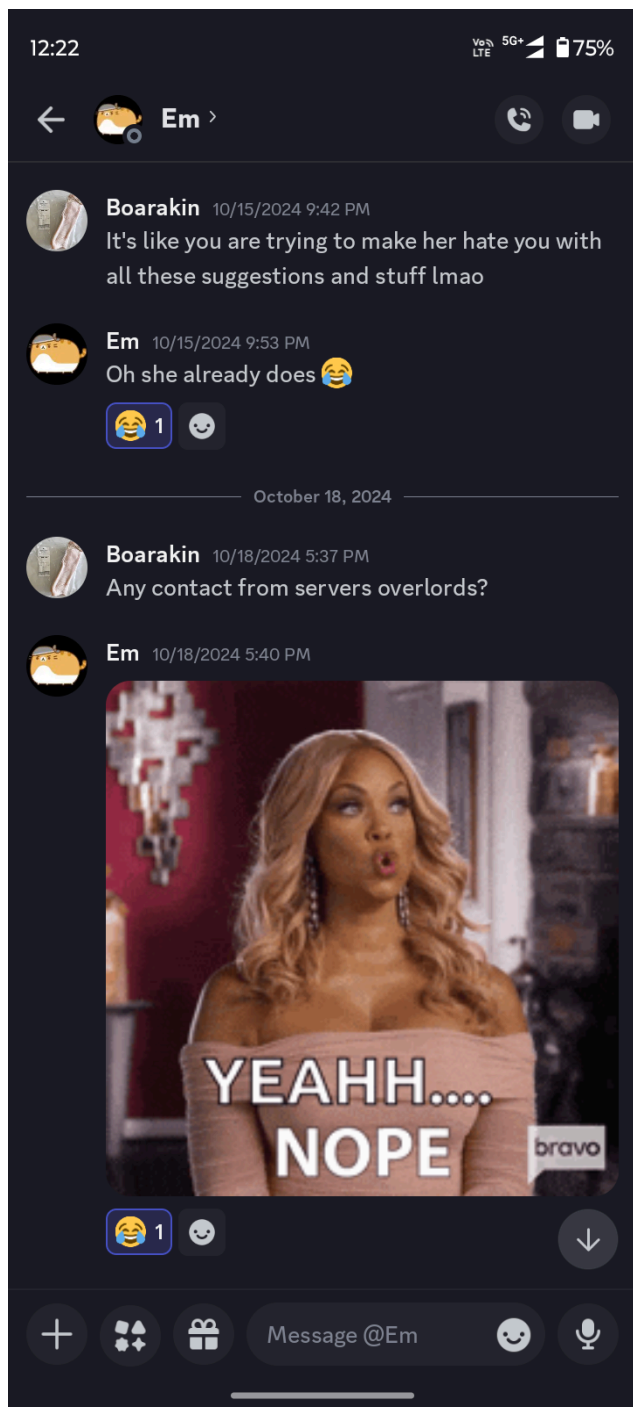 12:22 Vo LTE 5G+ 75%
Em
Boarakin 10/15/2024 9:42 PM
It's like you are trying to make her hate you with
all these suggestions and stuff lmao
Em 10/15/2024 9:53 PM
Oh she already does 😂
😂 1
October 18, 2024
Boarakin 10/18/2024 5:37 PM
Any contact from servers overlords?
Em 10/18/2024 5:40 PM
YEAHH....
NOPE
bravo
😂 1
Message @Em